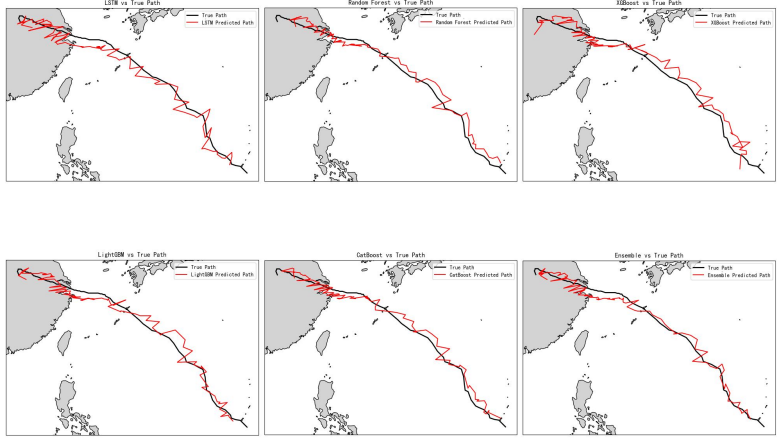 LSTM vs True Path
True Path
LSTM Predicted Path
Random Forest vs True Path
True Path
Random Forest Predicted Path
XGBoost vs True Path
True Path
XGBoost Predicted Path
LightGBM vs True Path
True Path
LightGBM Predicted Path
CatBoost vs True Path
True Path
CatBoost Predicted Path
Ensemble vs True Path
True Path
Ensemble Predicted Path